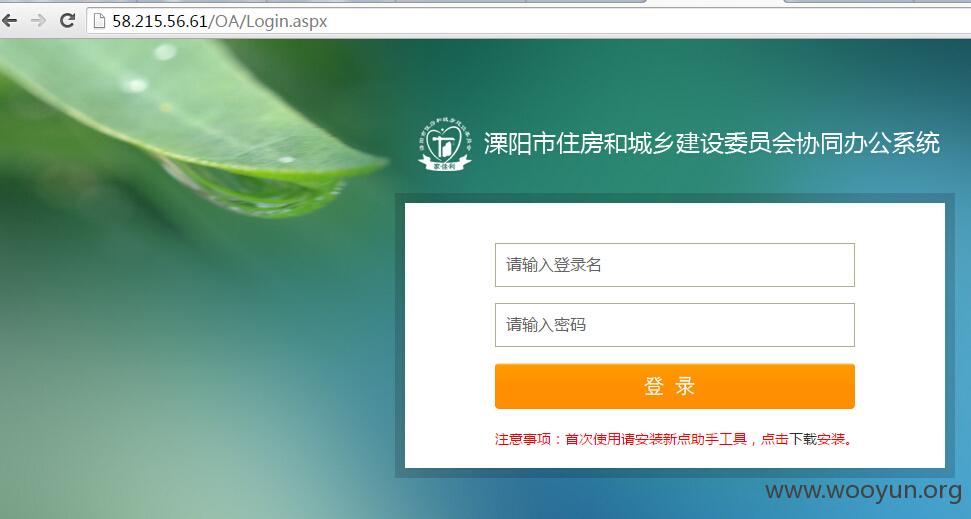 58.215.56.61/OA/Login.aspx
溧阳市住房和城乡建设委员会协同办公系统
请输入登录名
请输入密码
登 录
注意事项：首次使用请安装新点助手工具，点击下载安装。
www.wooyun.org